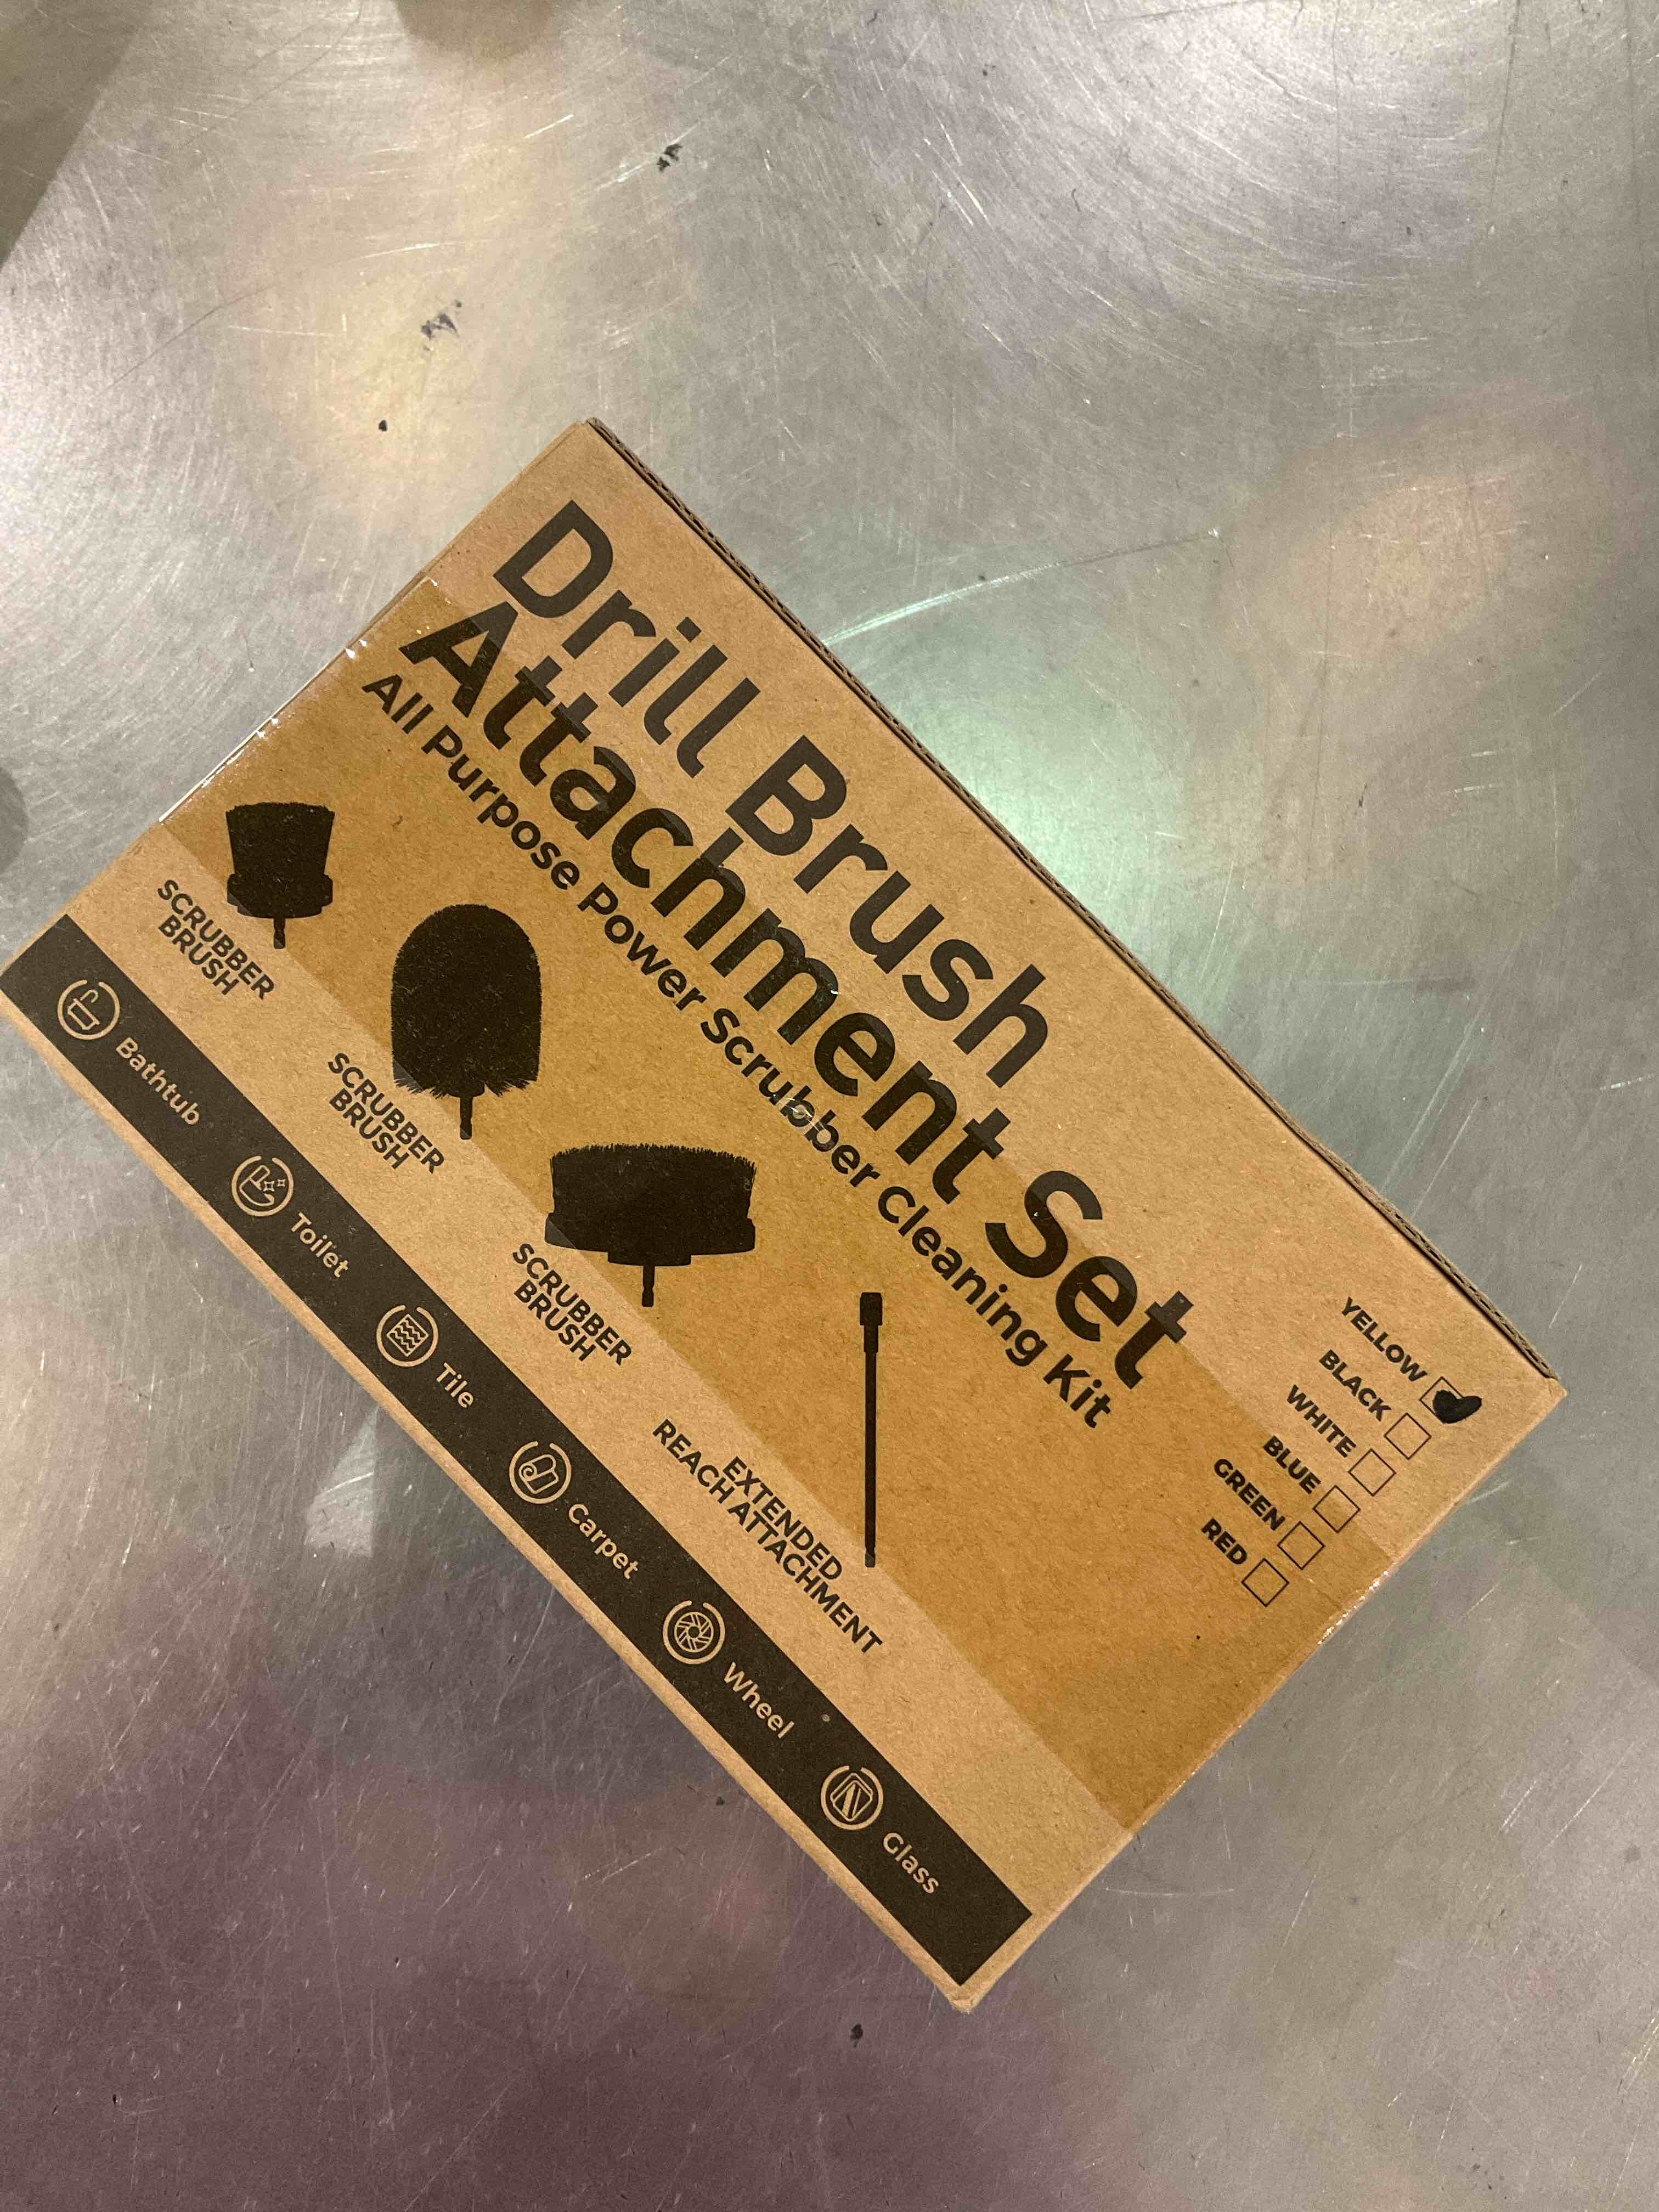 Drill Brush
Attachment Set
All Purpose Power Scrubber Cleaning Kit
YELLOW
BLACK
WHITE
BLUE
GREEN
RED
SCRUBBER
BRUSH
SCRUBBER
BRUSH
SCRUBBER
BRUSH
EXTENDED
REACH ATTACHMENT
Bathtub
Toilet
Tile
Carpet
Wheel
Glass